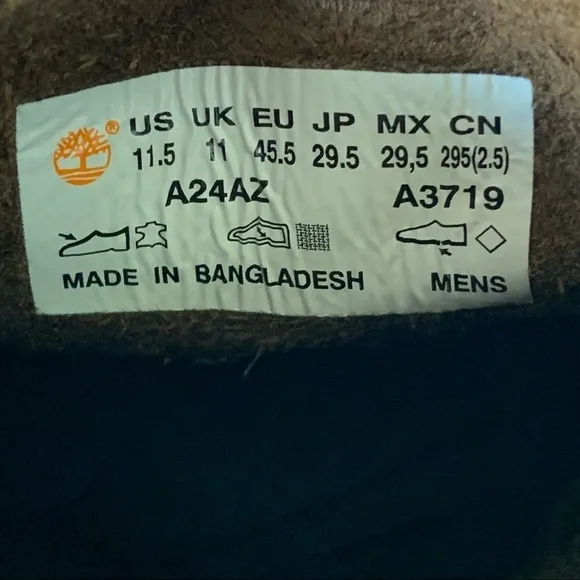 ® US UK EU JP MX CN
11.5 11 45.5 29.5 29,5 295(2.5)
A24AZ A3719
MADE IN BANGLADESH MENS